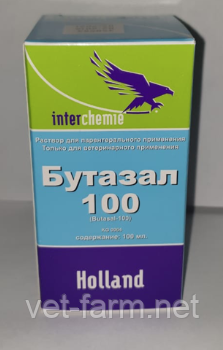 interchemie
Раствор для парентерального применения
Только для ветеринарного применения
Бутазал
100
(Butasal-100)
содержание: 100 мл
Holland
vet-farm.net